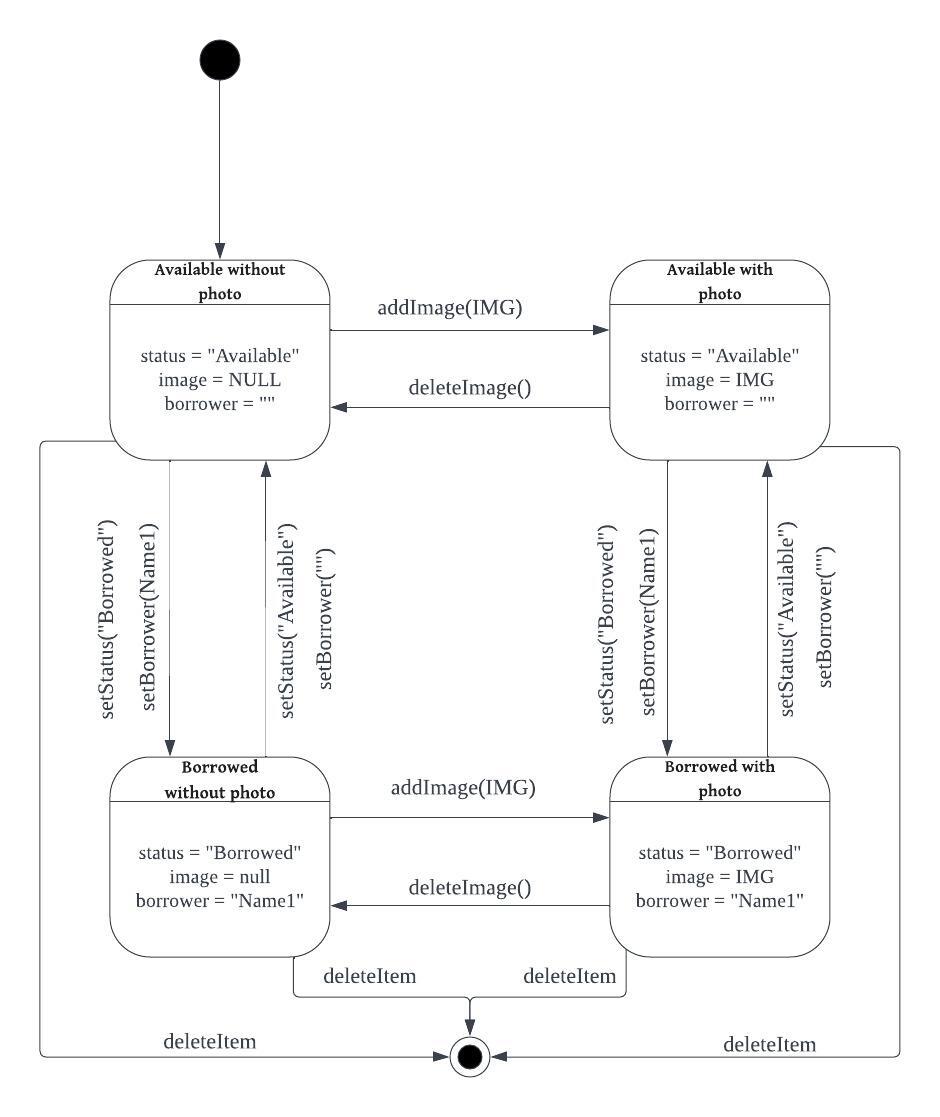 Available without
photo
status = "Available"
image = NULL
borrower = ""
addImage(IMG)
deleteImage()
Available with
photo
status = "Available"
image = IMG
borrower = ""
setStatus("Borrowed")
setBorrower(Name1)
setStatus("Available")
setBorrower("")
setStatus("Borrowed")
setBorrower(Name1)
setStatus("Available")
setBorrower("")
Borrowed
without photo
status = "Borrowed"
image = null
borrower = "Name1"
addImage(IMG)
deleteImage()
Borrowed with
photo
status = "Borrowed"
image = IMG
borrower = "Name1"
deleteItem
deleteItem
deleteItem
deleteItem